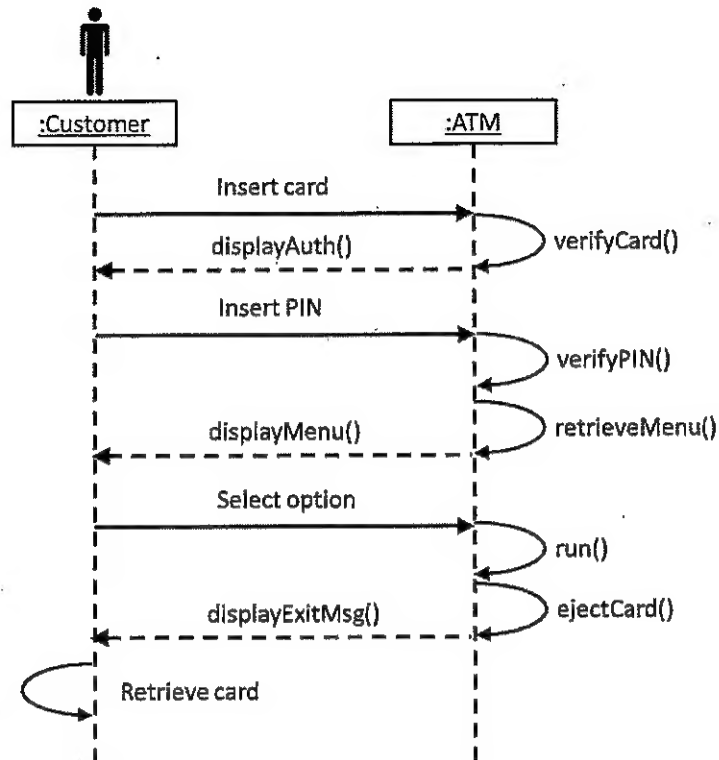 :Customer
:ATM
Insert card
verifyCard()
displayAuth()
Insert PIN
verifyPIN()
retrieveMenu()
displayMenu()
Select option
run()
ejectCard()
displayExitMsg()
Retrieve card